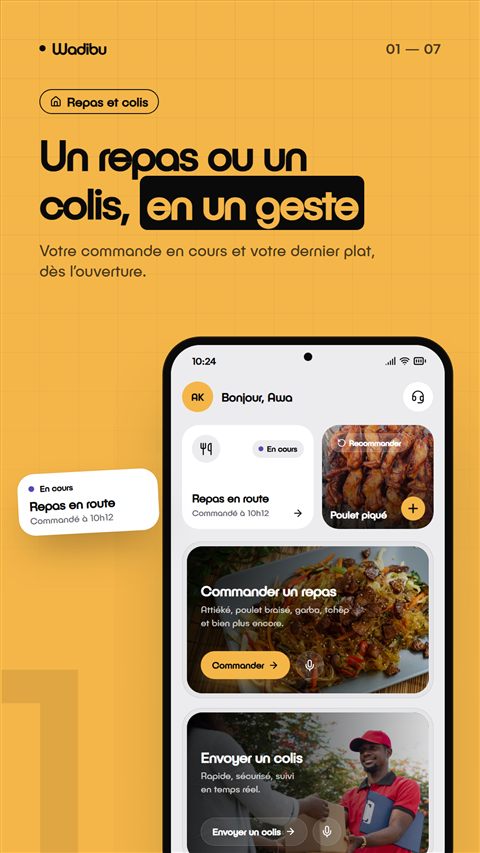 Wadibu
01 — 07
Repas et colis
Un repas ou un
colis, en un geste
Votre commande en cours et votre dernier plat,
dès l'ouverture.
10:24
AK
Bonjour, Awa
En cours
Repas en route
Commandé à 10h12
Recommander
Poulet piqué
En cours
Repas en route
Commandé à 10h12
Commander un repas
Attiéké, poulet braisé, garba, tchêp
et bien plus encore.
Commander
Envoyer un colis
Rapide, sécurisé, suivi
en temps réel.
Envoyer un colis
1